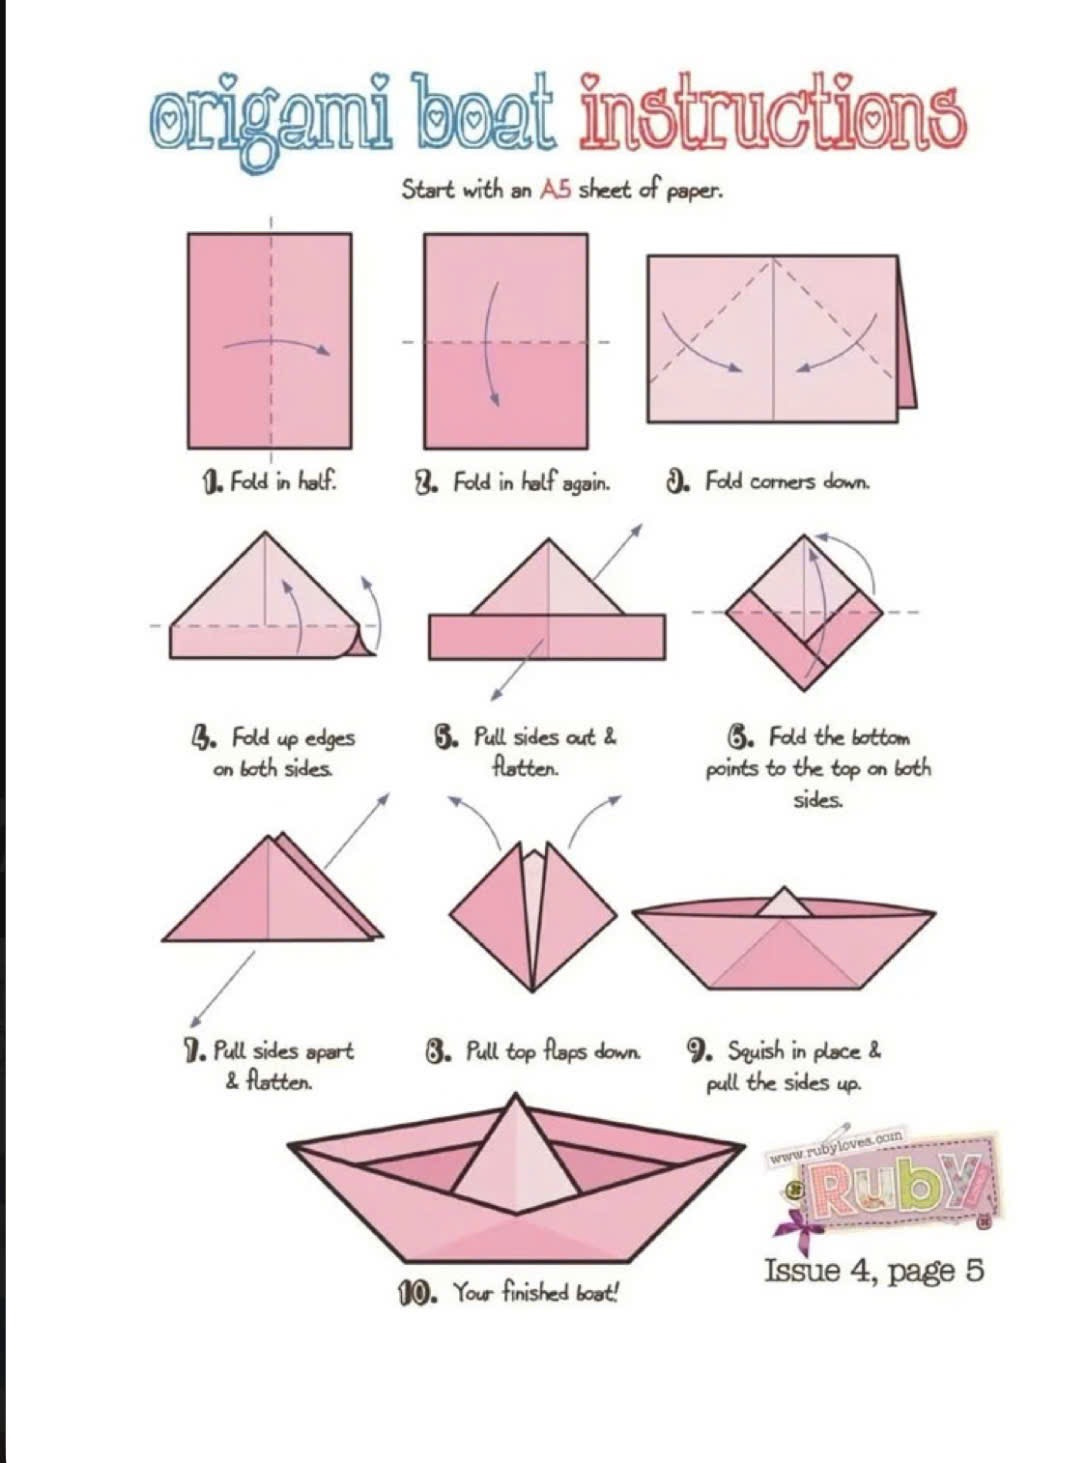 origami boat instructions
Start with an A5 sheet of paper.
1. Fold in half.
2. Fold in half again.
3. Fold corners down.
4. Fold up edges
on both sides.
5. Pull sides out &
flatten.
6. Fold the bottom
points to the top on both
sides.
7. Pull sides apart
& flatten.
8. Pull top flaps down.
9. Squish in place &
pull the sides up.
10. Your finished boat!
www.rubyloves.com
Ruby
Issue 4, page 5